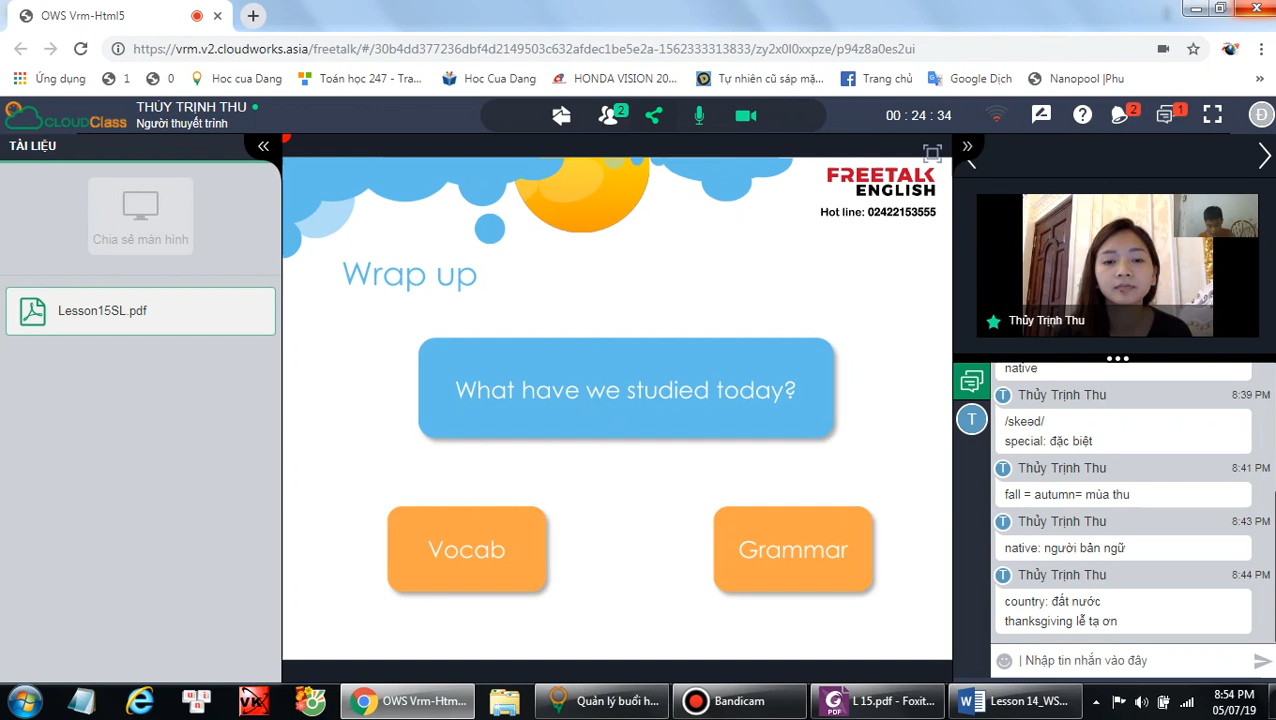 OWS Vrm-Html5
https://vrm.v2.cloudworks.asia/freetalk/#/30b4dd377236dbf4d2149503c632afdec1be5e2a-1562333313833/zy2x0l0xxpze/p94z8a0es2ui
Ứng dụng 1 0 Hoc cua Dang Toán học 247 - Tra... Học Cua Dang HONDA VISION 20... Tự nhiên cũ sáp mặ... Trang chủ Google Dịch Nanopool |Phu »
CLOUDClass
THỦY TRỊNH THU
Người thuyết trình
2
00 : 24 : 34
2
1
Đ
TÀI LIỆU
Chia sẻ màn hình
Lesson15SL.pdf
FREETALK
ENGLISH
Hot line: 02422153555
Wrap up
What have we studied today?
Vocab
Grammar
Thủy Trịnh Thu
native
T Thủy Trịnh Thu 8:39 PM
T
/skeəd/
special: đặc biệt
T Thủy Trịnh Thu 8:41 PM
fall = autumn= mùa thu
T Thủy Trịnh Thu 8:43 PM
native: người bản ngữ
T Thủy Trịnh Thu 8:44 PM
country: đất nước
thanksgiving lễ tạ ơn
Nhập tin nhắn vào đây
OWS Vrm-Htm...
Quản lý buổi h...
Bandicam
L 15.pdf - Foxit...
Lesson 14_WS...
8:54 PM
05/07/19